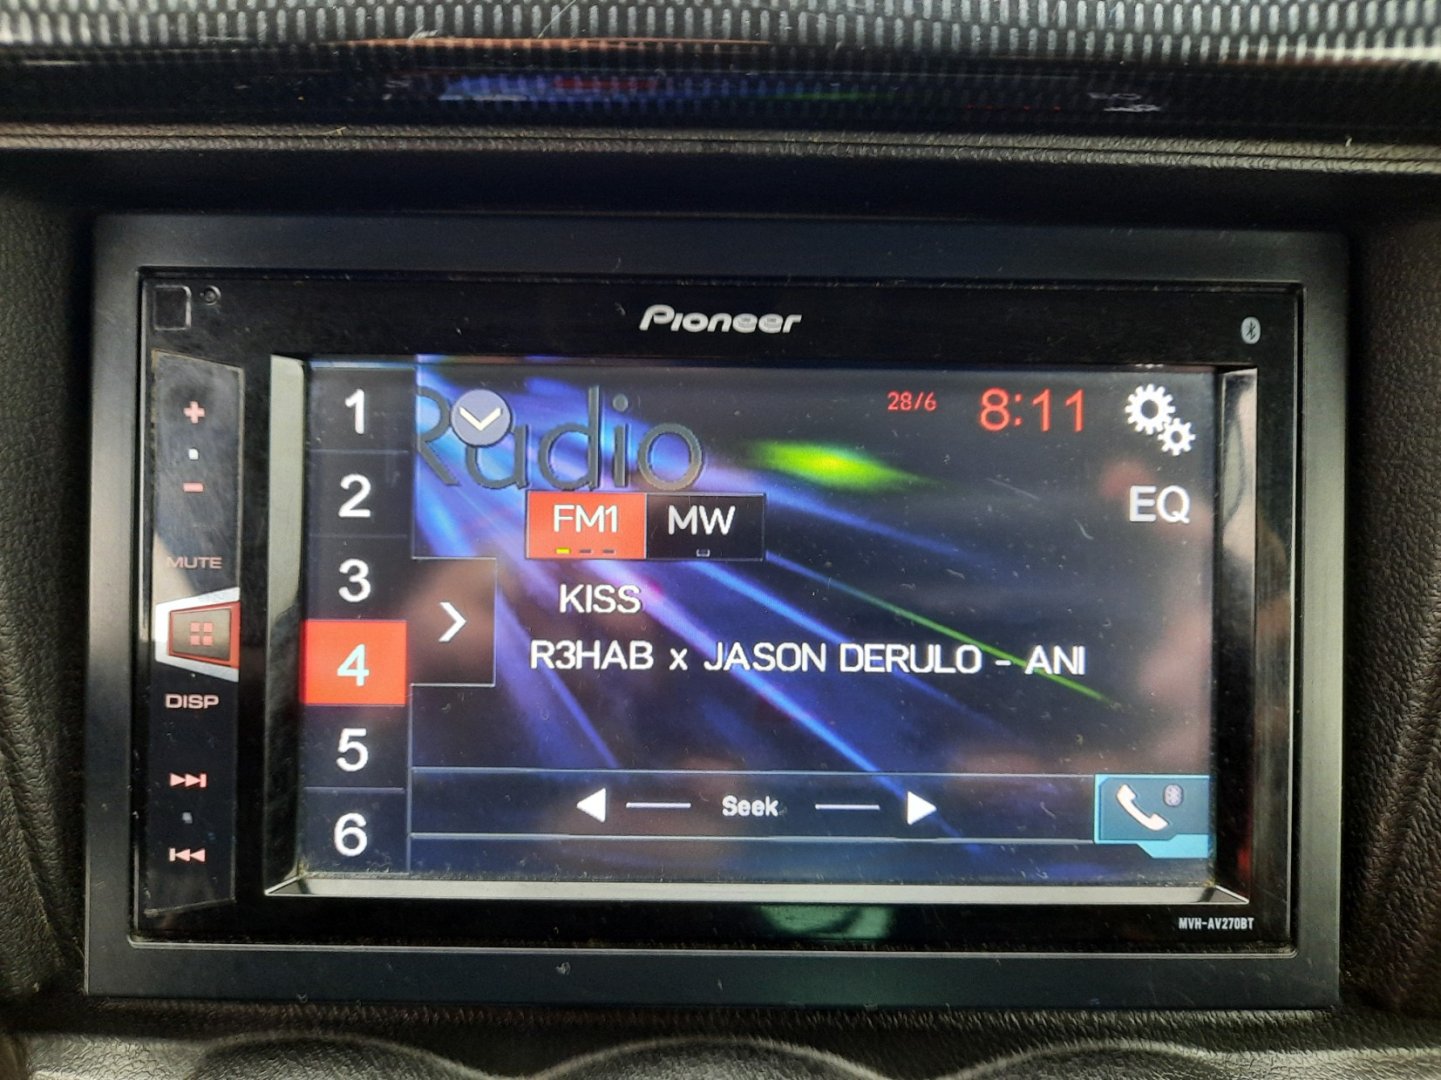 Pioneer
1
2
3
4
5
6
Radio
28/6
8:11
EQ
FM1
MW
KISS
R3HAB x JASON DERULO - ANI
Seek
MUTE
DISP
MVH-AV270BT